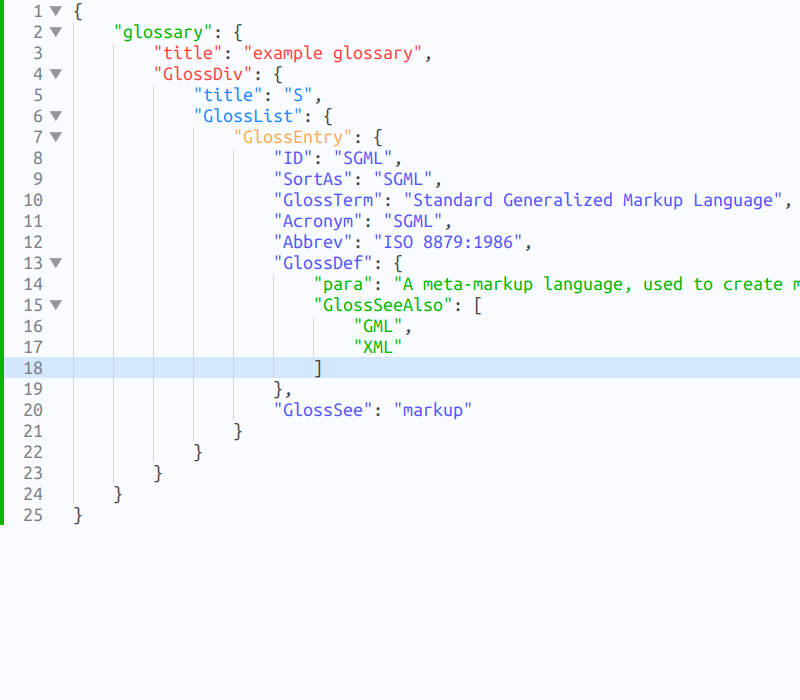 1 {
2 "glossary": {
3 "title": "example glossary",
4 "GlossDiv": {
5 "title": "S",
6 "GlossList": {
7 "GlossEntry": {
8 "ID": "SGML",
9 "SortAs": "SGML",
10 "GlossTerm": "Standard Generalized Markup Language",
11 "Acronym": "SGML",
12 "Abbrev": "ISO 8879:1986",
13 "GlossDef": {
14 "para": "A meta-markup language, used to create
15 "GlossSeeAlso": [
16 "GML",
17 "XML"
18 ]
19 },
20 "GlossSee": "markup"
21 }
22 }
23 }
24 }
25 }